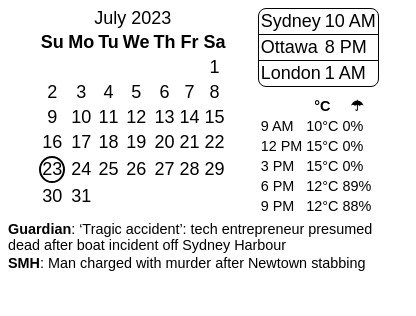 July 2023
Su Mo Tu We Th Fr Sa
1
2 3 4 5 6 7 8
9 10 11 12 13 14 15
16 17 18 19 20 21 22
23 24 25 26 27 28 29
30 31
Sydney 10 AM
Ottawa 8 PM
London 1 AM
°C ☂
9 AM 10°C 0%
12 PM 15°C 0%
3 PM 15°C 0%
6 PM 12°C 89%
9 PM 12°C 88%
Guardian: ‘Tragic accident’: tech entrepreneur presumed
dead after boat incident off Sydney Harbour
SMH: Man charged with murder after Newtown stabbing